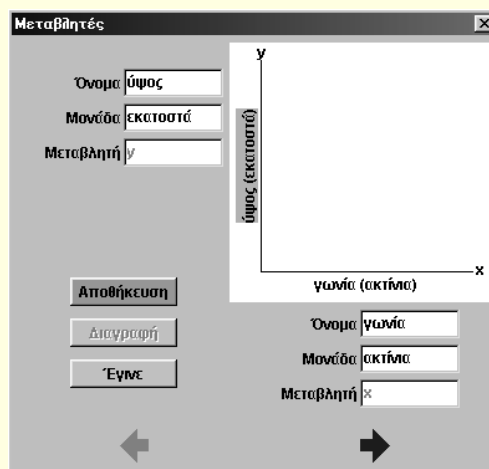 Μεταβλητές
Όνομα ύψος
Μονάδα εκατοστά
Μεταβλητή y
y
ύψος (εκατοστά)
x
γωνία (ακτίνια)
Αποθήκευση
Διαγραφή
Έγινε
Όνομα γωνία
Μονάδα ακτίνια
Μεταβλητή x